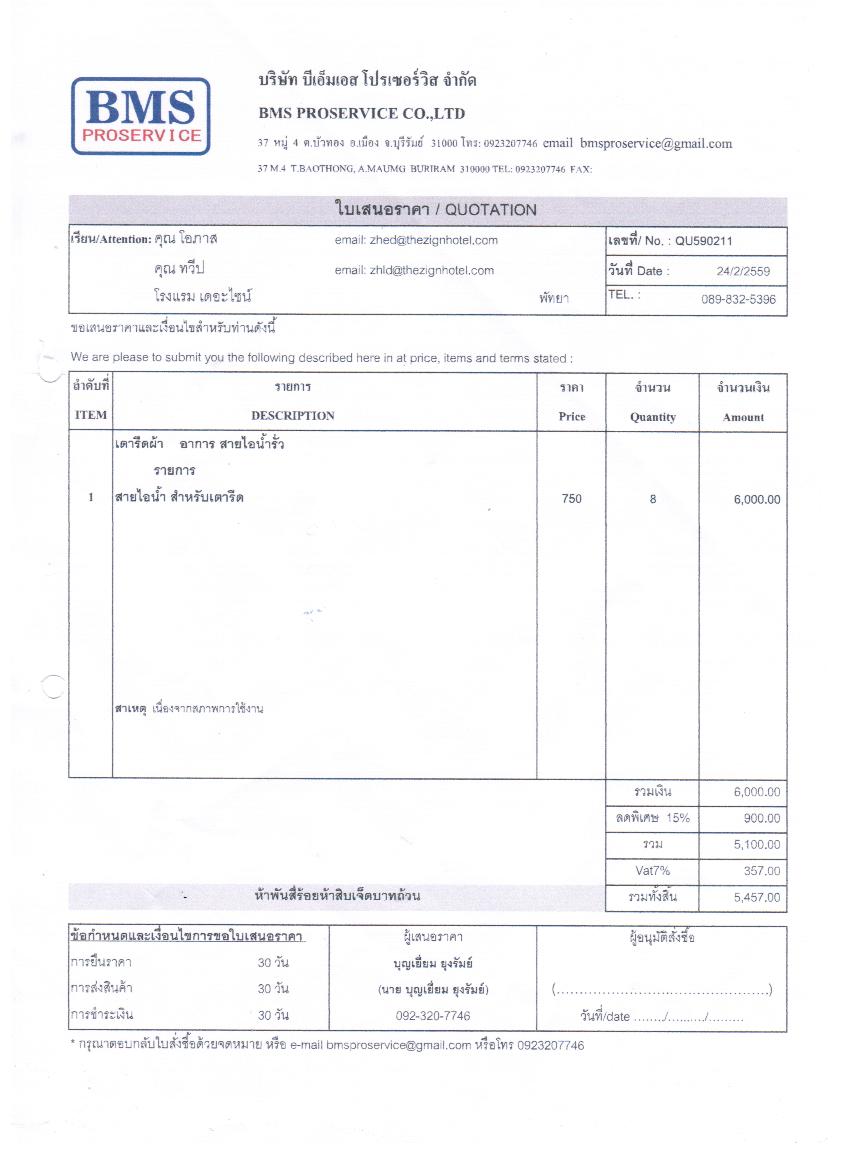 BMS
PROSERVICE
บริษัท บีเอ็มเอส โปรเซอร์วิส จำกัด
BMS PROSERVICE CO.,LTD
37 หมู่ 4 ต.บัวทอง อ.เมือง จ.บุรีรัมย์ 31000 โทร: 0923207746 email bmsproservice@gmail.com
37 M.4 T.BAOTHONG, A.MAUMG BURIRAM 310000 TEL: 0923207746 FAX:
ใบเสนอราคา / QUOTATION
เรียน/Attention: คุณ โอภาส email: zhed@thezignhotel.com เลขที่/ No. : QU590211
คุณ ทวีป email: zhld@thezignhotel.com วันที่ Date : 24/2/2559
โรงแรม เดอะไซน์ พัทยา TEL. : 089-832-5396
ขอเสนอราคาและเงื่อนไขสำหรับท่านดังนี้
We are please to submit you the following described here in at price, items and terms stated :
ลำดับที่ รายการ ราคา จำนวน จำนวนเงิน
ITEM DESCRIPTION Price Quantity Amount
เตารีดผ้า อาการ สายไอน้ำรั่ว
รายการ
1 สายไอน้ำ สำหรับเตารีด 750 8 6,000.00
สาเหตุ เนื่องจากสภาพการใช้งาน
รวมเงิน 6,000.00
ลดพิเศษ 15% 900.00
รวม 5,100.00
Vat7% 357.00
ห้าพันสี่ร้อยห้าสิบเจ็ดบาทถ้วน รวมทั้งสิ้น 5,457.00
ข้อกำหนดและเงื่อนไขการขอใบเสนอราคา ผู้เสนอราคา ผู้อนุมัติสั่งซื้อ
การยืนราคา 30 วัน บุญเยี่ยม ยุงรัมย์
การส่งสินค้า 30 วัน (นาย บุญเยี่ยม ยุงรัมย์) (................................................)
การชำระเงิน 30 วัน 092-320-7746 วันที่/date ......../........../.........
* กรุณาตอบกลับใบสั่งซื้อด้วยจดหมาย หรือ e-mail bmsproservice@gmail.com หรือโทร 0923207746